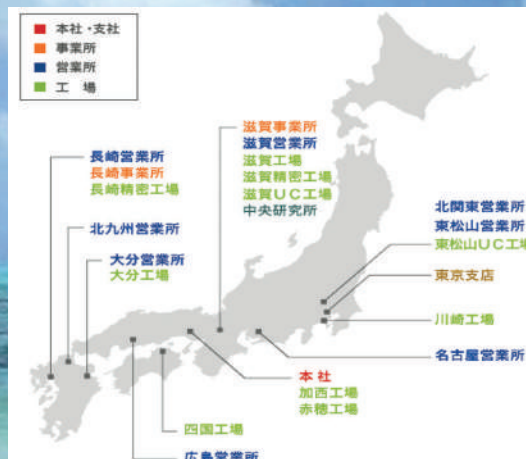 本社・支社
事業所
営業所
工 場
滋賀事業所
滋賀営業所
滋賀工場
滋賀精密工場
滋賀UC工場
中央研究所
長崎営業所
長崎事業所
長崎精密工場
北九州営業所
大分営業所
大分工場
北関東営業所
東松山営業所
東松山UC工場
東京支店
川崎工場
名古屋営業所
本社
加西工場
赤穂工場
四国工場
広島営業所